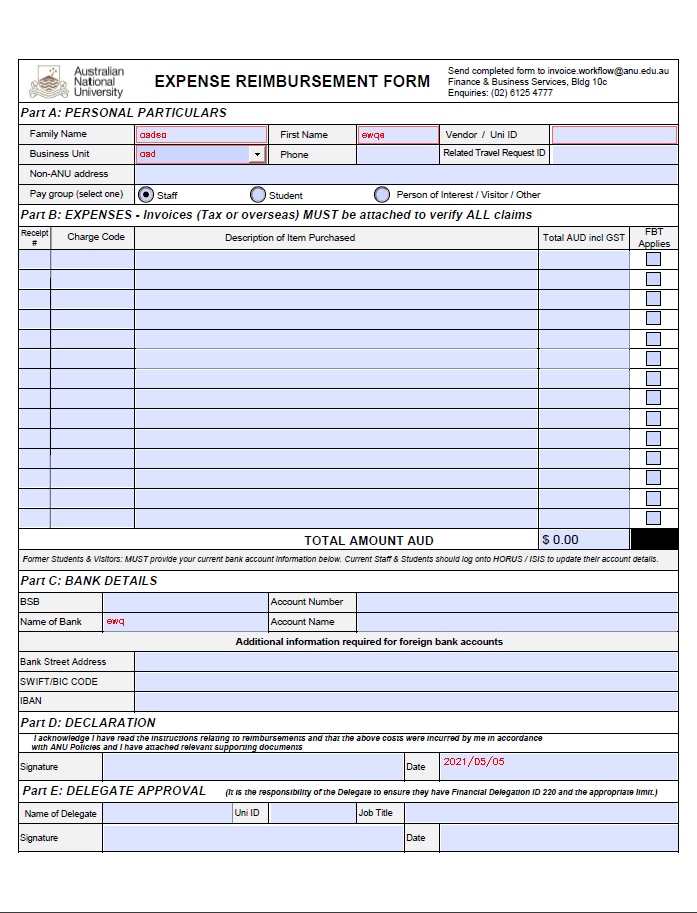 Australian National University
EXPENSE REIMBURSEMENT FORM
Send completed form to invoice.workflow@anu.edu.au
Finance & Business Services, Bldg 10c
Enquiries: (02) 6125 4777
Part A: PERSONAL PARTICULARS
Family Name asdsa First Name ewqe Vendor / Uni ID
Business Unit asd Phone Related Travel Request ID
Non-ANU address
Pay group (select one) Staff Student Person of Interest / Visitor / Other
Part B: EXPENSES - Invoices (Tax or overseas) MUST be attached to verify ALL claims
Receipt # Charge Code Description of Item Purchased Total AUD incl GST FBT Applies
TOTAL AMOUNT AUD $ 0.00
Former Students & Visitors: MUST provide your current bank account information below. Current Staff & Students should log onto HORUS / ISIS to update their account details.
Part C: BANK DETAILS
BSB Account Number
Name of Bank ewq Account Name
Additional information required for foreign bank accounts
Bank Street Address
SWIFT/BIC CODE
IBAN
Part D: DECLARATION
I acknowledge I have read the instructions relating to reimbursements and that the above costs were incurred by me in accordance
with ANU Policies and I have attached relevant supporting documents
Signature Date 2021/05/05
Part E: DELEGATE APPROVAL (It is the responsibility of the Delegate to ensure they have Financial Delegation ID 220 and the appropriate limit.)
Name of Delegate Uni ID Job Title
Signature Date